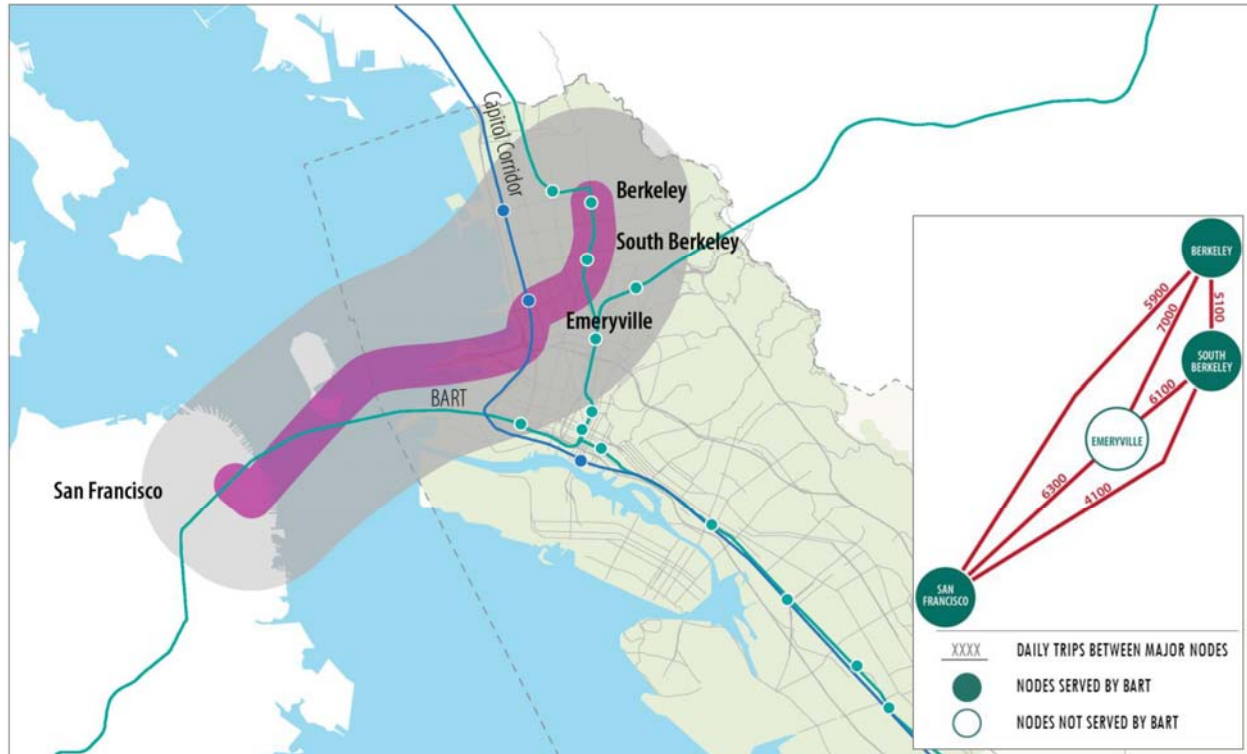 Capitol Corridor
Berkeley
South Berkeley
Emeryville
BART
San Francisco
BERKELEY
5900
7000
5100
SOUTH
BERKELEY
6100
EMERYVILLE
6300
4100
SAN
FRANCISCO
XXXX DAILY TRIPS BETWEEN MAJOR NODES
NODES SERVED BY BART
NODES NOT SERVED BY BART